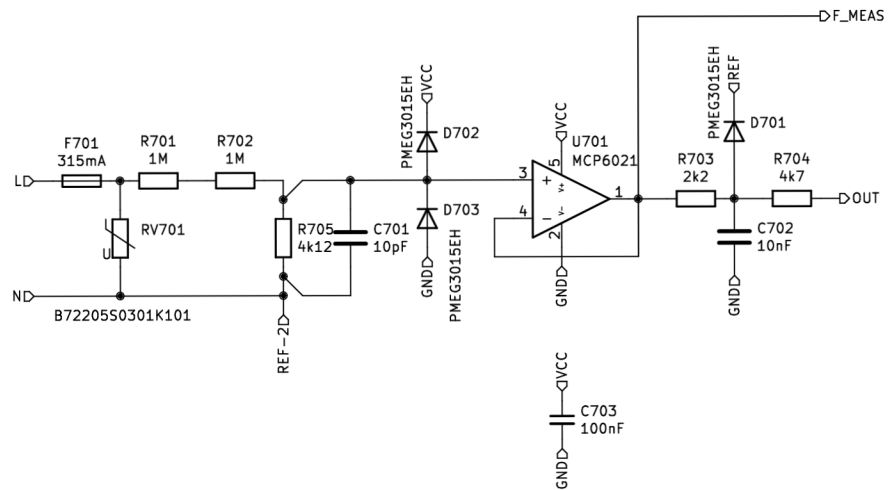 F_MEAS
PMEG3015EH
VCC
D702
VCC
U701
MCP6021
PMEG3015EH
REF
D701
F701
315mA
R701
1M
R702
1M
L
3
+
5
V+
1
4
−
V-
2
R703
2k2
R704
4k7
OUT
RV701
U
R705
4k12
C701
10pF
D703
PMEG3015EH
GND
GND
C702
10nF
GND
N
B72205S0301K101
REF-2
VCC
C703
100nF
GND